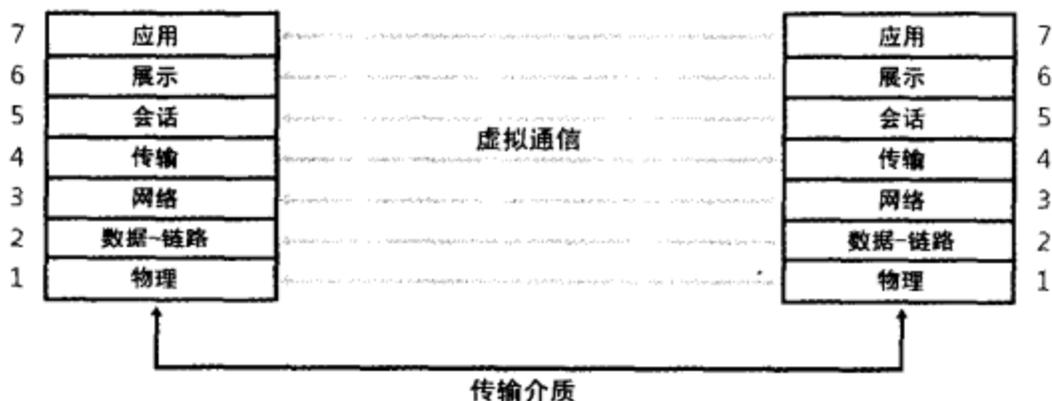 7 应用 应用 7
6 展示 展示 6
5 会话 会话 5
虚拟通信
4 传输 传输 4
3 网络 网络 3
2 数据-链路 数据-链路 2
1 物理 物理 1
传输介质